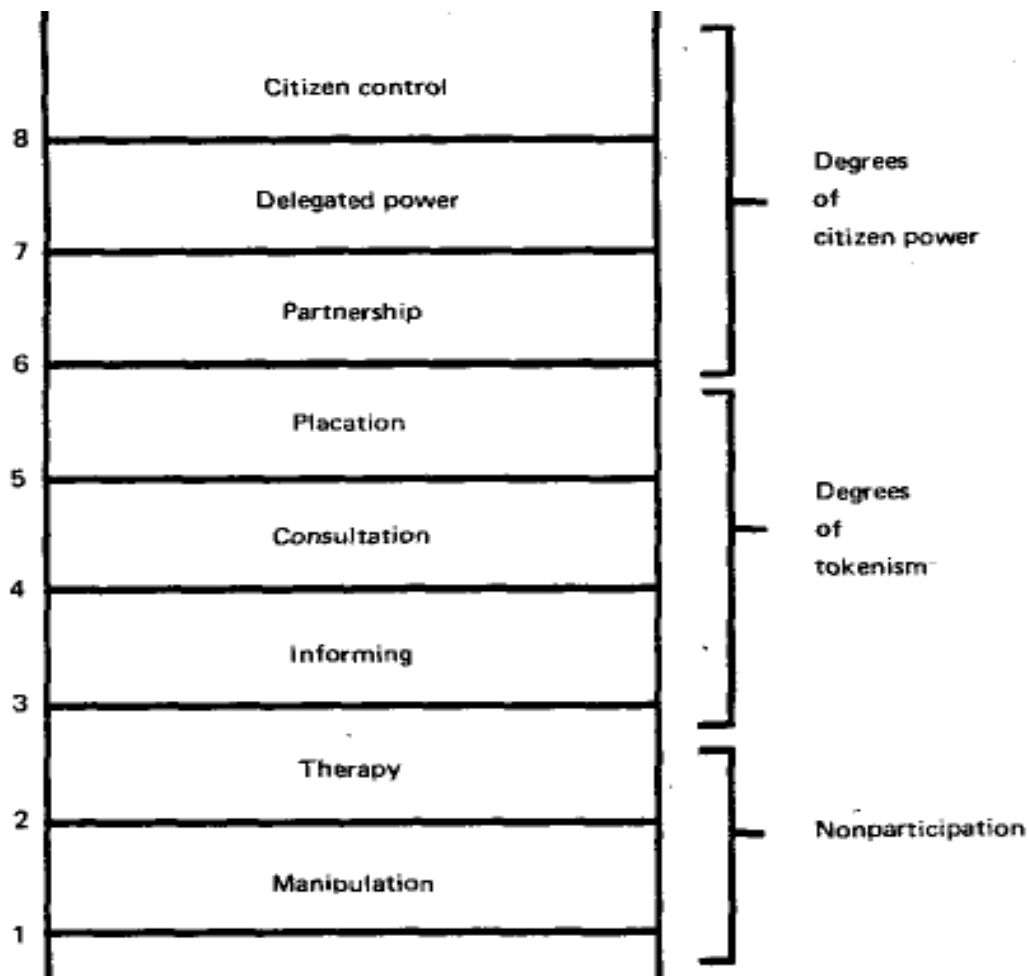 Citizen control
8
Delegated power
7
Partnership
6
Placation
5
Consultation
4
Informing
3
Therapy
2
Manipulation
1
Degrees
of
citizen power
Degrees
of
tokenism
Nonparticipation